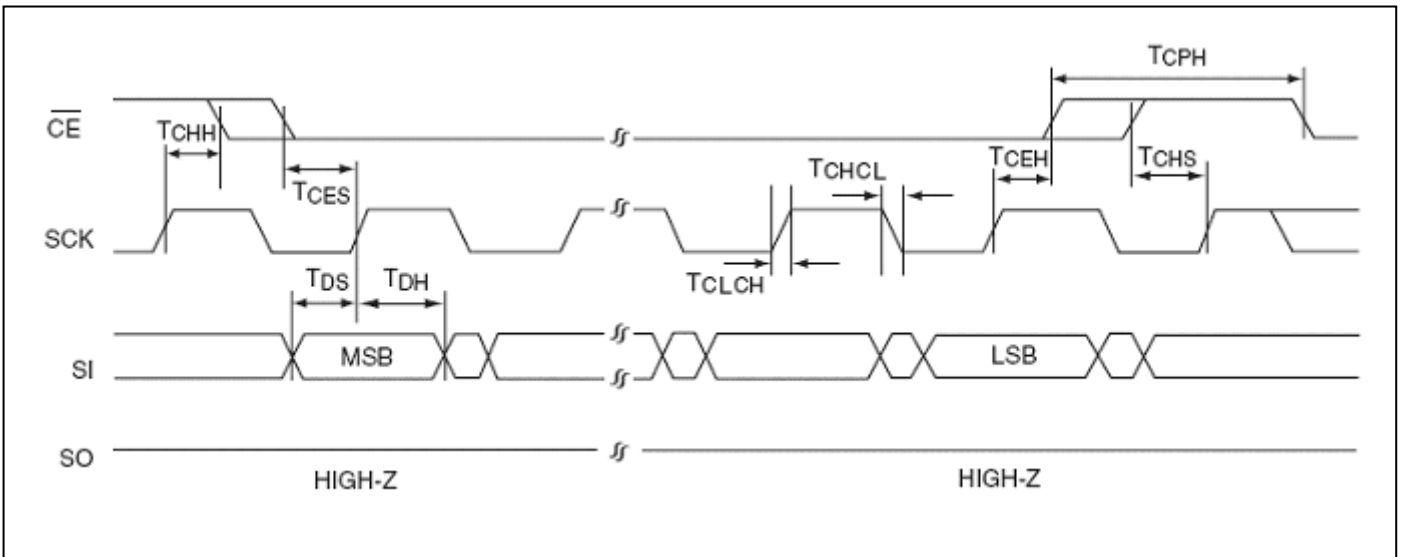 TCPH
CE
TCHH
TCES
TCHCL
TCEH
TCHS
SCK
TDS
TDH
TCLCH
SI
MSB
LSB
SO
HIGH-Z
HIGH-Z